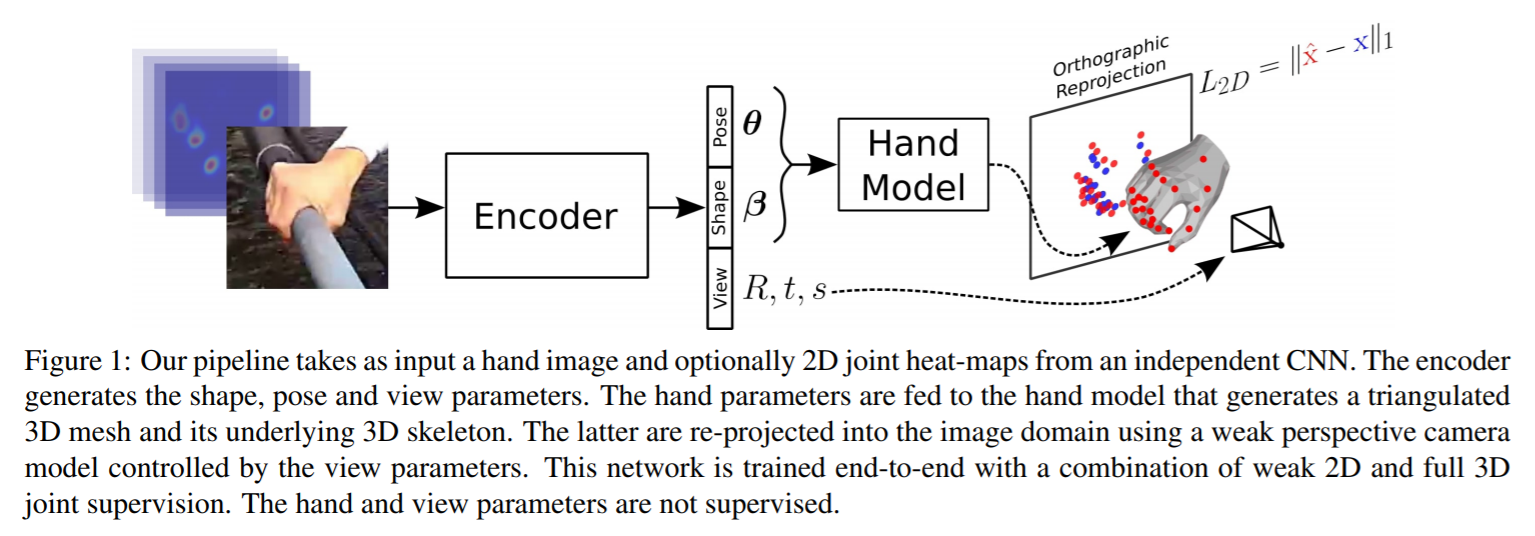 Orthographic
Reprojection
L_{2D} = ||x̂ − x||_1
Pose
θ
Shape
β
View
R, t, s
Encoder
Hand
Model
Figure 1: Our pipeline takes as input a hand image and optionally 2D joint heat-maps from an independent CNN. The encoder
generates the shape, pose and view parameters. The hand parameters are fed to the hand model that generates a triangulated
3D mesh and its underlying 3D skeleton. The latter are re-projected into the image domain using a weak perspective camera
model controlled by the view parameters. This network is trained end-to-end with a combination of weak 2D and full 3D
joint supervision. The hand and view parameters are not supervised.